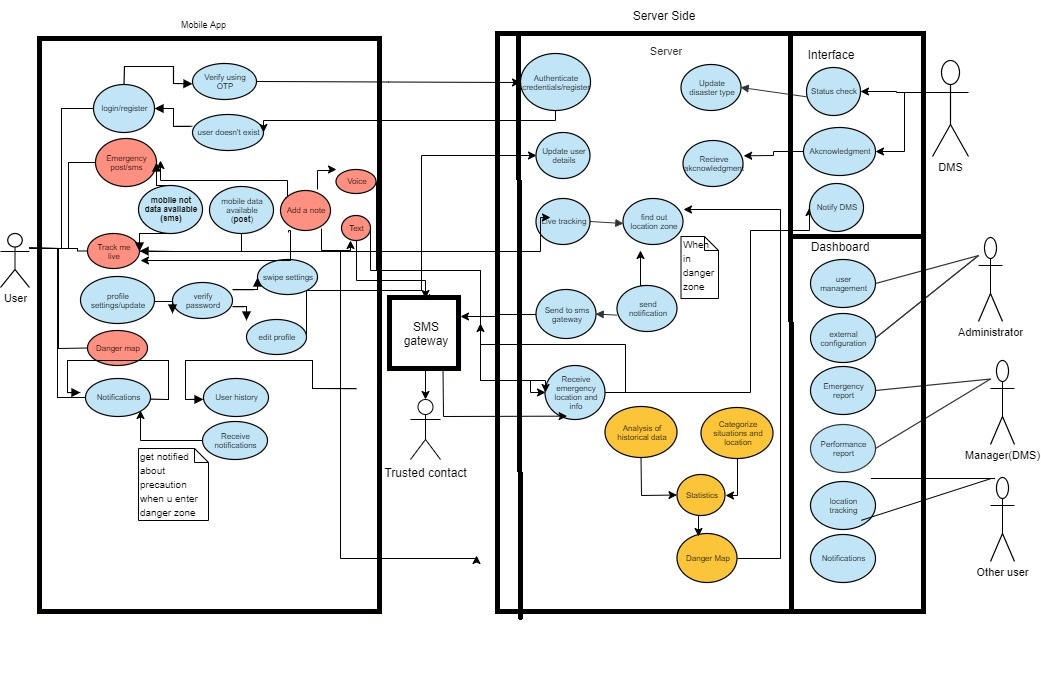 Server Side
Mobile App
Server
Interface
Verify using
OTP
login/register
user doesn't exist
Emergency
post/sms
Voice
mobile not
data available
(sms)
mobile data
available
(post)
Add a note
Text
Track me
live
User
swipe settings
profile
settings/update
verify
password
edit profile
Danger map
Notifications
User history
Receive
notifications
get notified
about
precaution
when u enter
danger zone
SMS
gateway
Trusted contact
Authenticate
credentials/register
Update
disaster type
Status check
Update user
details
Recieve
akcknowledgment
Akcknowledgment
DMS
Live tracking
find out
location zone
Notify DMS
When
in
danger
zone
Dashboard
user
management
Send to sms
gateway
send
notification
external
configuration
Administrator
Receive
emergency
location and
info
Emergency
report
Analysis of
historical data
Categorize
situations and
location
Performance
report
Manager(DMS)
Statistics
location
tracking
Danger Map
Notifications
Other user